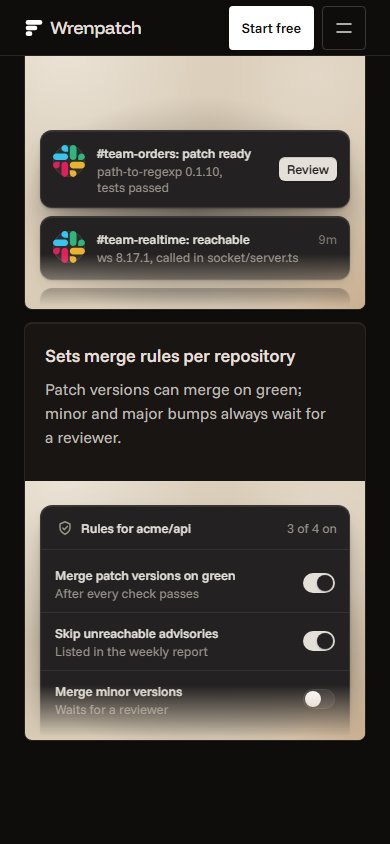 Wrenpatch
Start free
#team-orders: patch ready
path-to-regexp 0.1.10,
tests passed
Review
#team-realtime: reachable
9m
ws 8.17.1, called in socket/server.ts
Sets merge rules per repository
Patch versions can merge on green;
minor and major bumps always wait for
a reviewer.
Rules for acme/api
3 of 4 on
Merge patch versions on green
After every check passes
Skip unreachable advisories
Listed in the weekly report
Merge minor versions
Waits for a reviewer